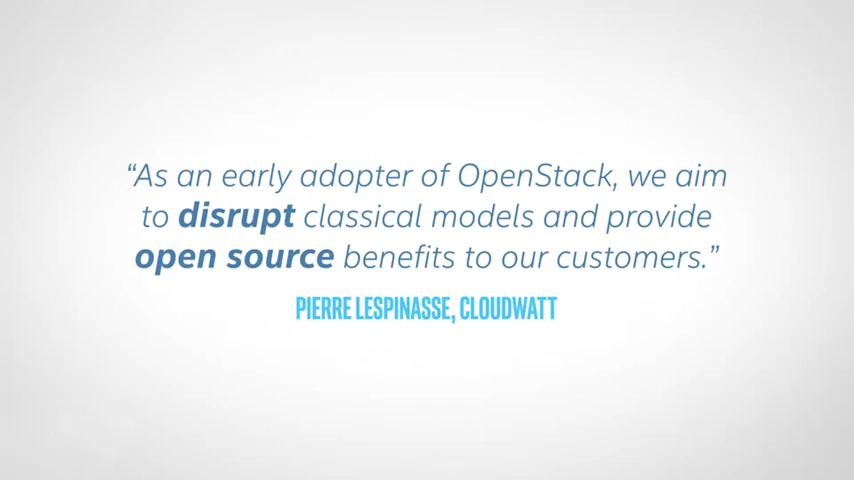 “As an early adopter of OpenStack, we aim
to disrupt classical models and provide
open source benefits to our customers.”
PIERRE LESPINASSE, CLOUDWATT